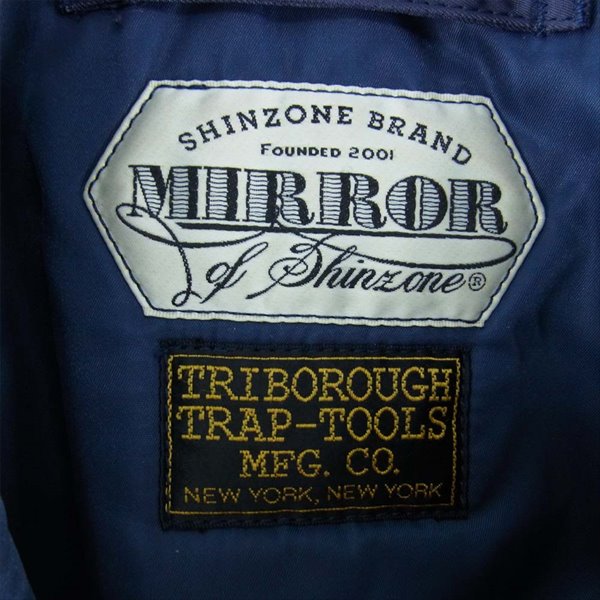 SHINZONE BRAND
FOUNDED 2001
MIRROR
of Shinzone®
TRIBOROUGH
TRAP-TOOLS
MFG. CO.
NEW YORK, NEW YORK